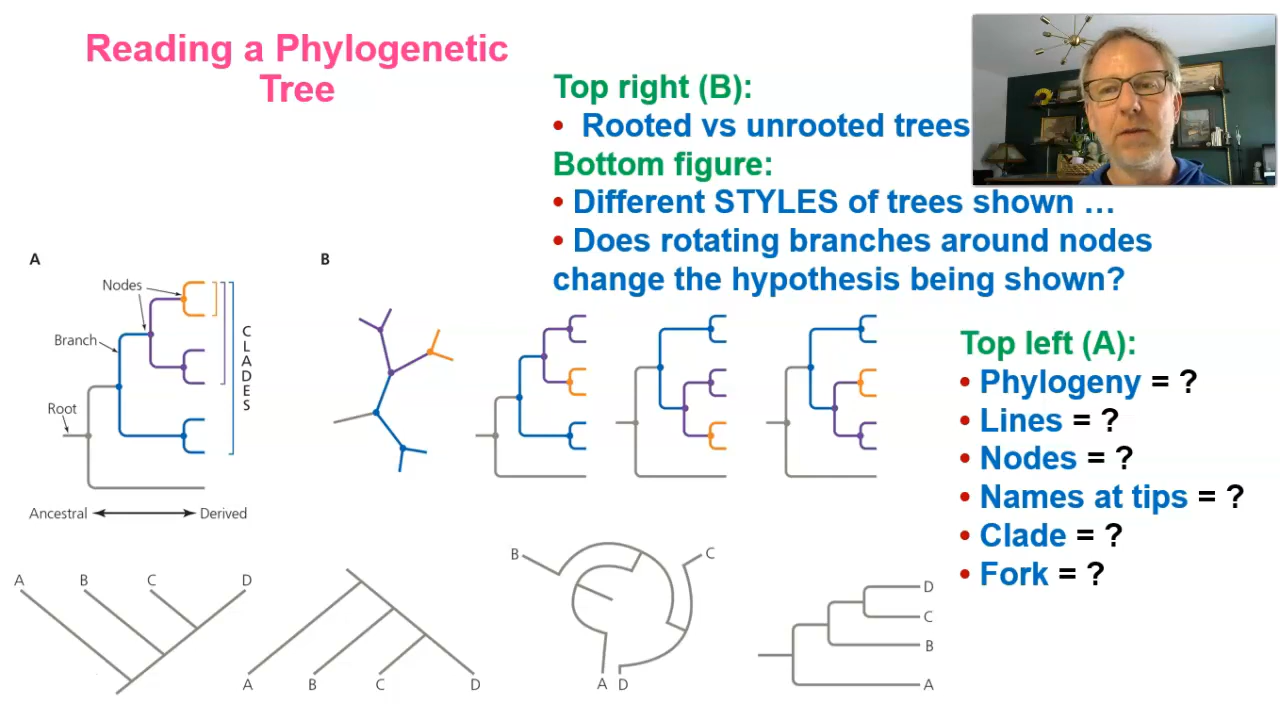 Reading a Phylogenetic
Tree
Top right (B):
• Rooted vs unrooted trees
Bottom figure:
• Different STYLES of trees shown …
• Does rotating branches around nodes
change the hypothesis being shown?
A
B
Nodes
Branch
Root
CLADES
Ancestral
Derived
Top left (A):
• Phylogeny = ?
• Lines = ?
• Nodes = ?
• Names at tips = ?
• Clade = ?
• Fork = ?
A B C D
A B C D
B
C
A D
D
C
B
A